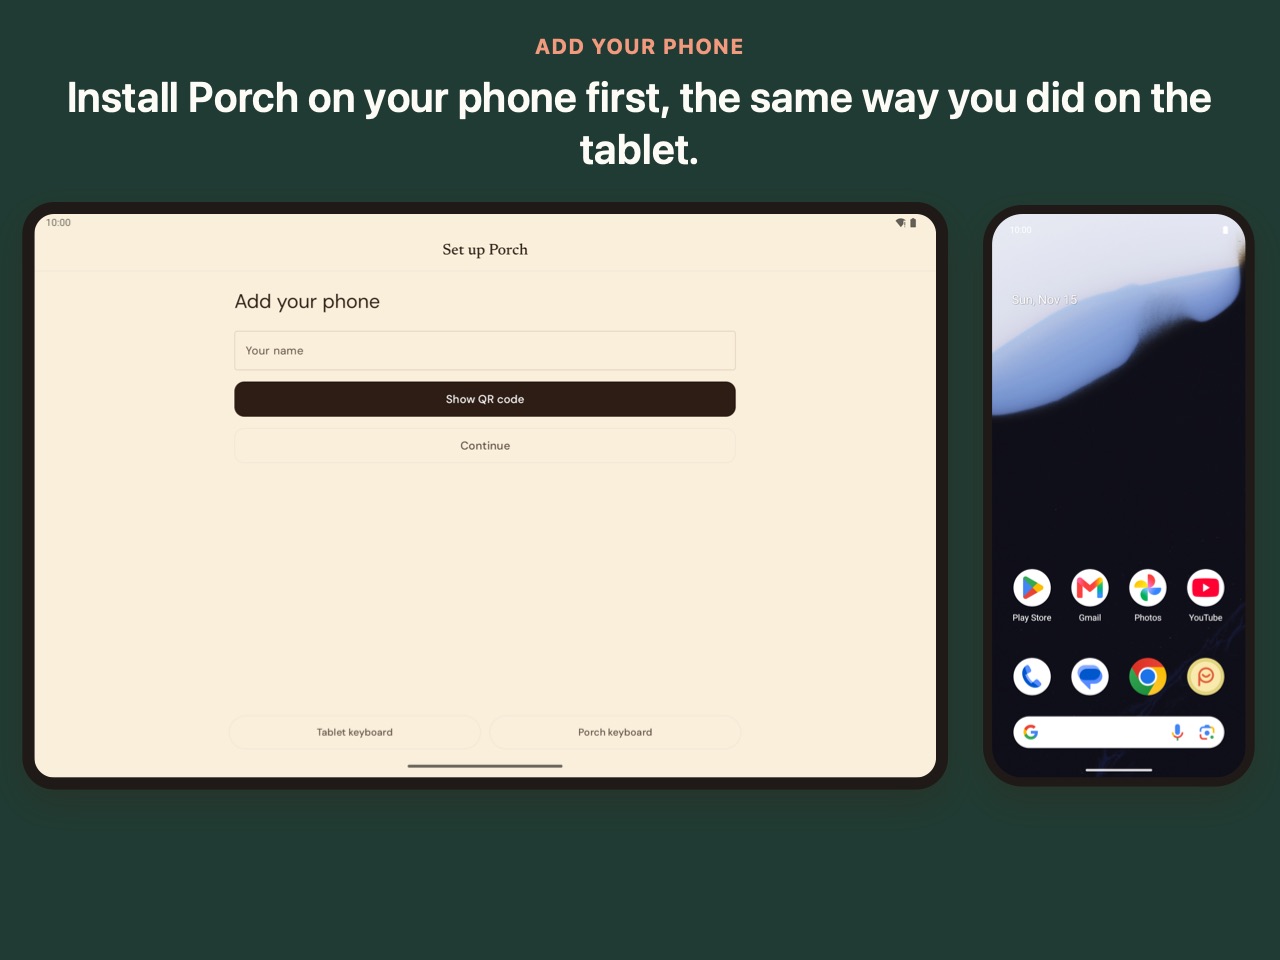 ADD YOUR PHONE
Install Porch on your phone first, the same way you did on the
tablet.
10:00
Set up Porch
Add your phone
Your name
Show QR code
Continue
Tablet keyboard
Porch keyboard
10:00
Sun, Nov 15
Play Store
Gmail
Photos
YouTube